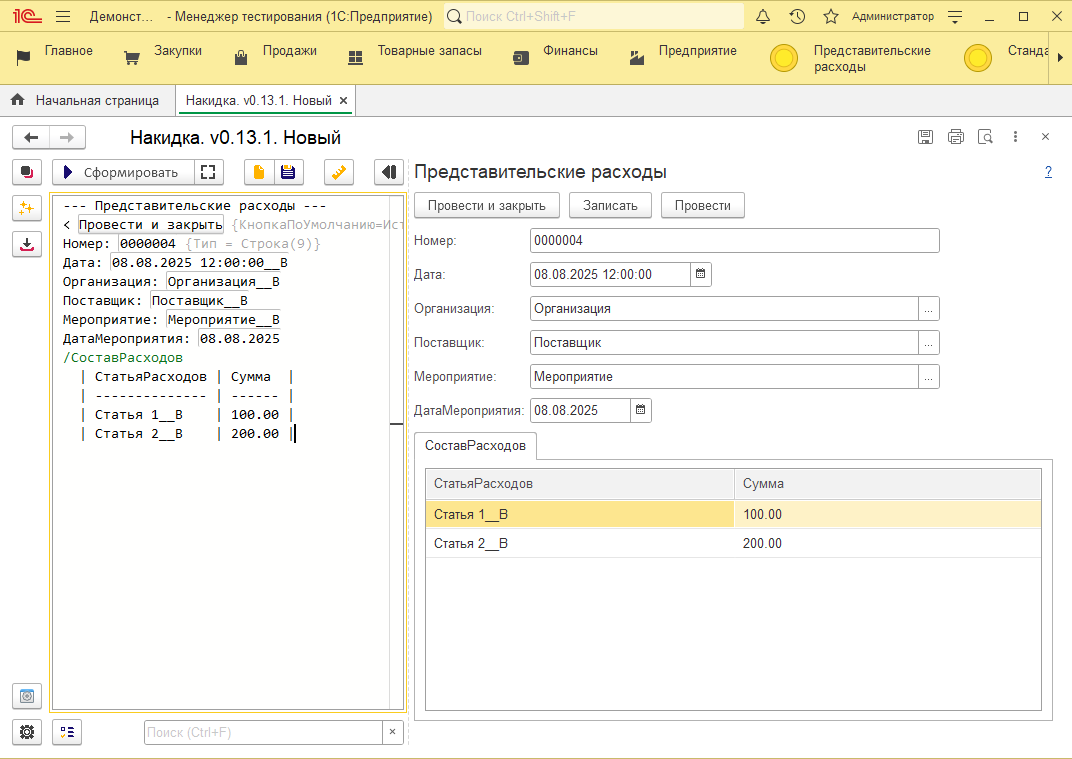 1С Демонст... - Менеджер тестирования (1С:Предприятие) Поиск Ctrl+Shift+F Администратор
Главное Закупки Продажи Товарные запасы Финансы Предприятие Представительские расходы Станда
Начальная страница Накидка. v0.13.1. Новый ×
Накидка. v0.13.1. Новый
Сформировать
--- Представительские расходы ---
< Провести и закрыть {КнопкаПоУмолчанию=Ист
Номер: 0000004 {Тип = Строка(9)}
Дата: 08.08.2025 12:00:00__В
Организация: Организация__В
Поставщик: Поставщик__В
Мероприятие: Мероприятие__В
ДатаМероприятия: 08.08.2025
/СоставРасходов
| СтатьяРасходов | Сумма |
| -------------- | ------ |
| Статья 1__В | 100.00 |
| Статья 2__В | 200.00 |
Поиск (Ctrl+F) ×
Представительские расходы ?
Провести и закрыть Записать Провести
Номер: 0000004
Дата: 08.08.2025 12:00:00
Организация: Организация ...
Поставщик: Поставщик ...
Мероприятие: Мероприятие ...
ДатаМероприятия: 08.08.2025
СоставРасходов
СтатьяРасходов Сумма
Статья 1__В 100.00
Статья 2__В 200.00